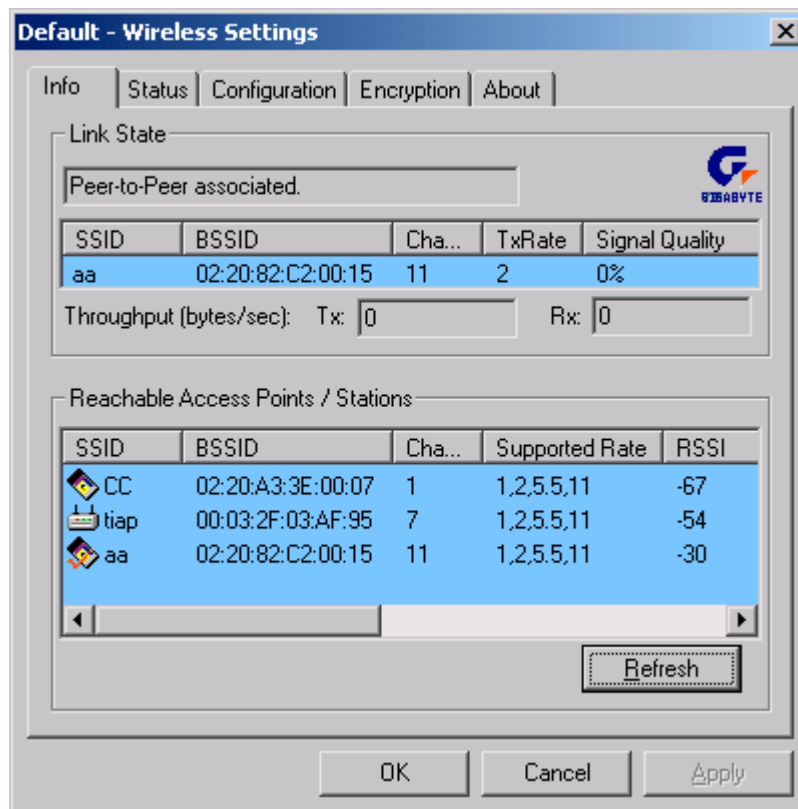 Default - Wireless Settings
Info Status Configuration Encryption About
Link State
Peer-to-Peer associated.
GIGABYTE
SSID BSSID Cha... TxRate Signal Quality
aa 02:20:82:C2:00:15 11 2 0%
Throughput (bytes/sec): Tx: 0 Rx: 0
Reachable Access Points / Stations
SSID BSSID Cha... Supported Rate RSSI
CC 02:20:A3:3E:00:07 1 1,2,5.5,11 -67
tiap 00:03:2F:03:AF:95 7 1,2,5.5,11 -54
aa 02:20:82:C2:00:15 11 1,2,5.5,11 -30
Refresh
OK Cancel Apply